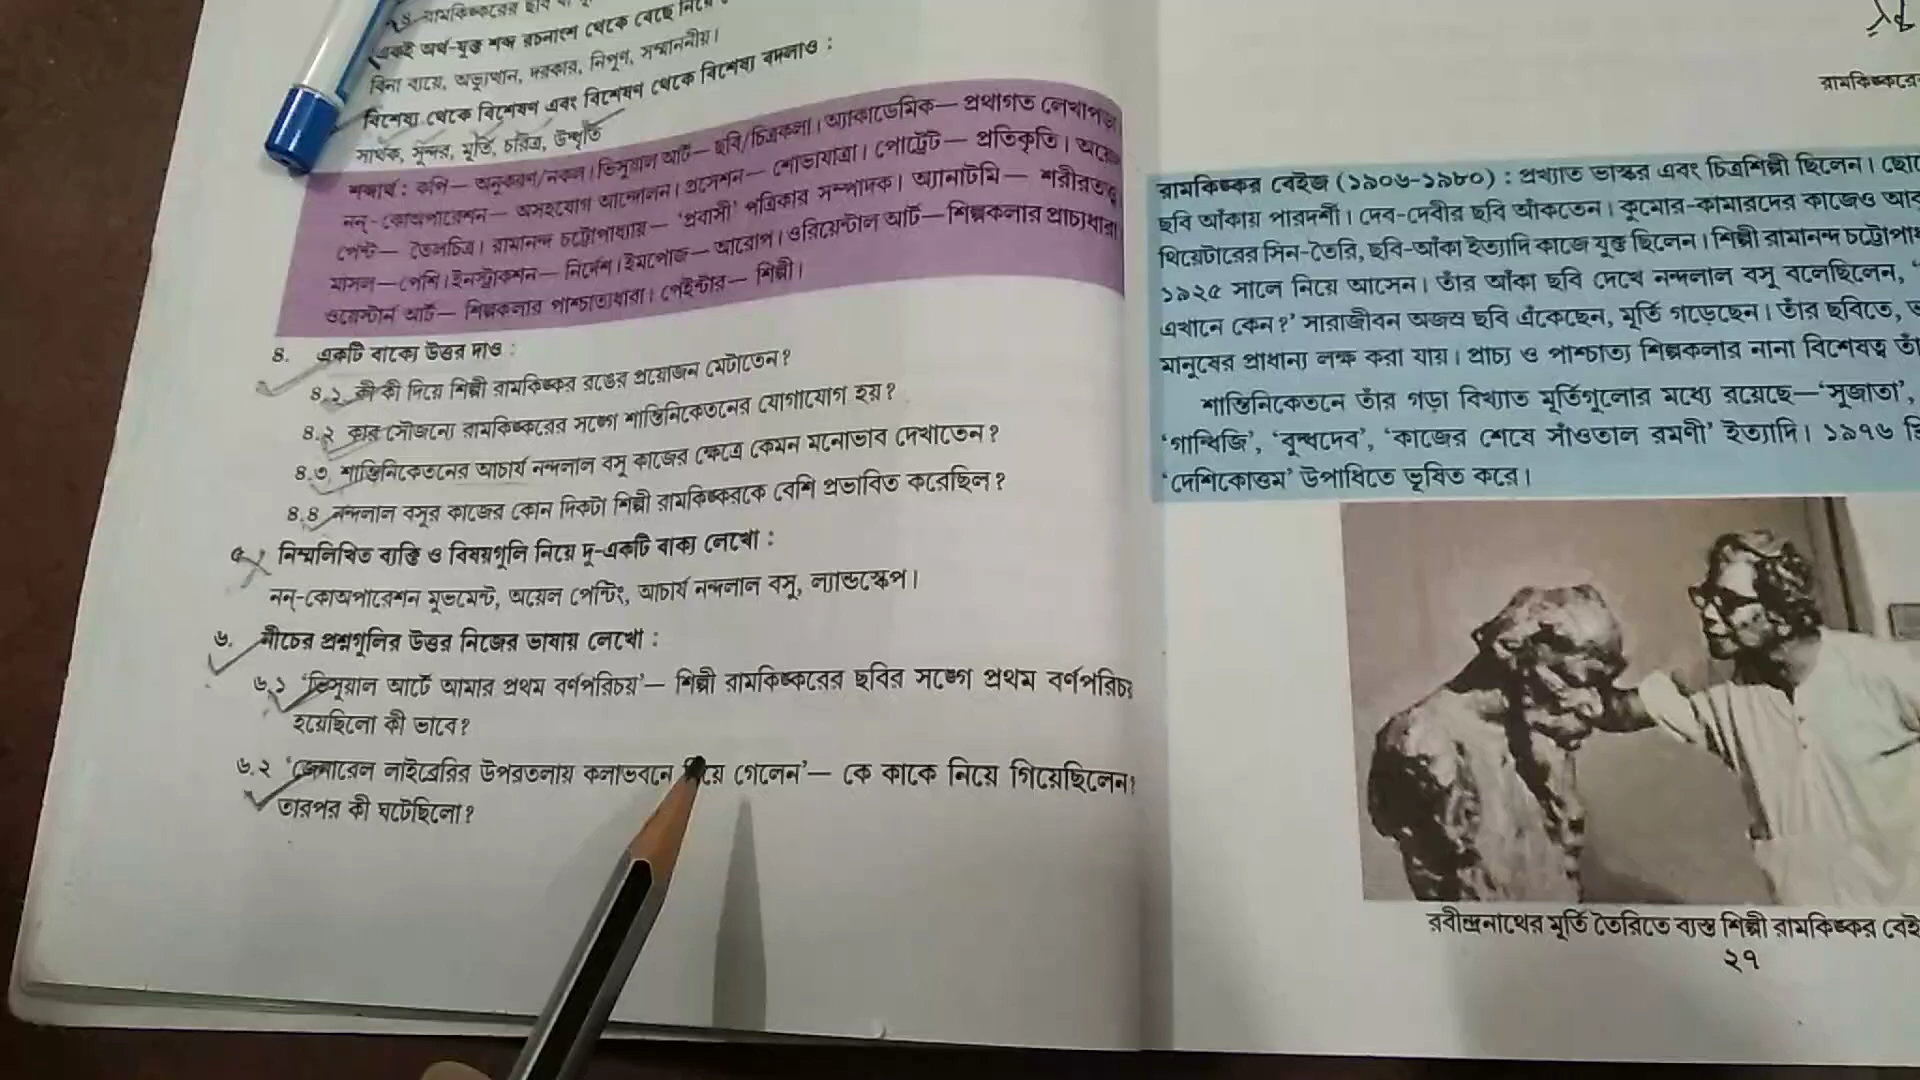 ৪. রামকিঙ্করের ছবি
একই অর্থ-যুক্ত শব্দ রচনাংশ থেকে বেছে নিয়ে
বিনা ব্যয়ে, অভ্যুত্থান, দরকার, নিপুণ, সম্মাননীয়।
বিশেষ্য থেকে বিশেষণ এবং বিশেষণ থেকে বিশেষ্য বদলাও :
সার্থক, সুন্দর, মূর্তি, চরিত্র, উদ্ধৃতি
শব্দার্থ : কপি— অনুকরণ/নকল। ভিসুয়াল আর্ট— ছবি/চিত্রকলা। অ্যাকাডেমিক— প্রথাগত লেখাপড়া
নন্-কোঅপারেশন— অসহযোগ আন্দোলন। প্রসেশন— শোভাযাত্রা। পোর্ট্রেট— প্রতিকৃতি। অয়েল
পেন্ট— তৈলচিত্র। রামানন্দ চট্টোপাধ্যায়— 'প্রবাসী' পত্রিকার সম্পাদক। অ্যানাটমি— শরীরতত্ত্ব
মাসল—পেশি। ইনস্ট্রাকশন— নির্দেশ। ইমপোজ— আরোপ। ওরিয়েন্টাল আর্ট—শিল্পকলার প্রাচ্যধারা
ওয়েস্টার্ন আর্ট— শিল্পকলার পাশ্চাত্যধারা। পেইন্টার— শিল্পী।
৪. একটি বাক্যে উত্তর দাও :
৪.১ কী কী দিয়ে শিল্পী রামকিঙ্কর রঙের প্রয়োজন মেটাতেন?
৪.২ কার সৌজন্যে রামকিঙ্করের সঙ্গে শান্তিনিকেতনের যোগাযোগ হয়?
৪.৩ শান্তিনিকেতনের আচার্য নন্দলাল বসু কাজের ক্ষেত্রে কেমন মনোভাব দেখাতেন?
৪.৪ নন্দলাল বসুর কাজের কোন দিকটা শিল্পী রামকিঙ্করকে বেশি প্রভাবিত করেছিল?
৫. নিম্নলিখিত ব্যক্তি ও বিষয়গুলি নিয়ে দু-একটি বাক্য লেখো :
নন্-কোঅপারেশন মুভমেন্ট, অয়েল পেন্টিং, আচার্য নন্দলাল বসু, ল্যান্ডস্কেপ।
৬. নীচের প্রশ্নগুলির উত্তর নিজের ভাষায় লেখো :
৬.১ 'ভিসুয়াল আর্টে আমার প্রথম বর্ণপরিচয়'— শিল্পী রামকিঙ্করের ছবির সঙ্গে প্রথম বর্ণপরিচয়
হয়েছিলো কী ভাবে?
৬.২ 'জেনারেল লাইব্রেরির উপরতলায় কলাভবনে নিয়ে গেলেন'— কে কাকে নিয়ে গিয়েছিলেন?
তারপর কী ঘটেছিলো?
রামকিঙ্করের
রামকিঙ্কর বেইজ (১৯০৬-১৯৮০) : প্রখ্যাত ভাস্কর এবং চিত্রশিল্পী ছিলেন।
ছবি আঁকায় পারদর্শী। দেব-দেবীর ছবি আঁকতেন। কুমোর-কামারদের কাজেও
থিয়েটারের সিন-তৈরি, ছবি-আঁকা ইত্যাদি কাজে যুক্ত ছিলেন। শিল্পী রামানন্দ
১৯২৫ সালে নিয়ে আসেন। তাঁর আঁকা ছবি দেখে নন্দলাল বসু বলেছিলেন, '
এখানে কেন?' সারাজীবন অজস্র ছবি এঁকেছেন, মূর্তি গড়েছেন। তাঁর ছবিতে,
মানুষের প্রাধান্য লক্ষ করা যায়। প্রাচ্য ও পাশ্চাত্য শিল্পকলার নানা বিশেষত্ব
শান্তিনিকেতনে তাঁর গড়া বিখ্যাত মূর্তিগুলোর মধ্যে রয়েছে—'সুজাতা',
'গান্ধিজি', 'বুদ্ধদেব', 'কাজের শেষে সাঁওতাল রমণী' ইত্যাদি। ১৯৭৬
'দেশিকোত্তম' উপাধিতে ভূষিত করে।
রবীন্দ্রনাথের মূর্তি তৈরিতে ব্যস্ত শিল্পী রামকিঙ্কর
২৭